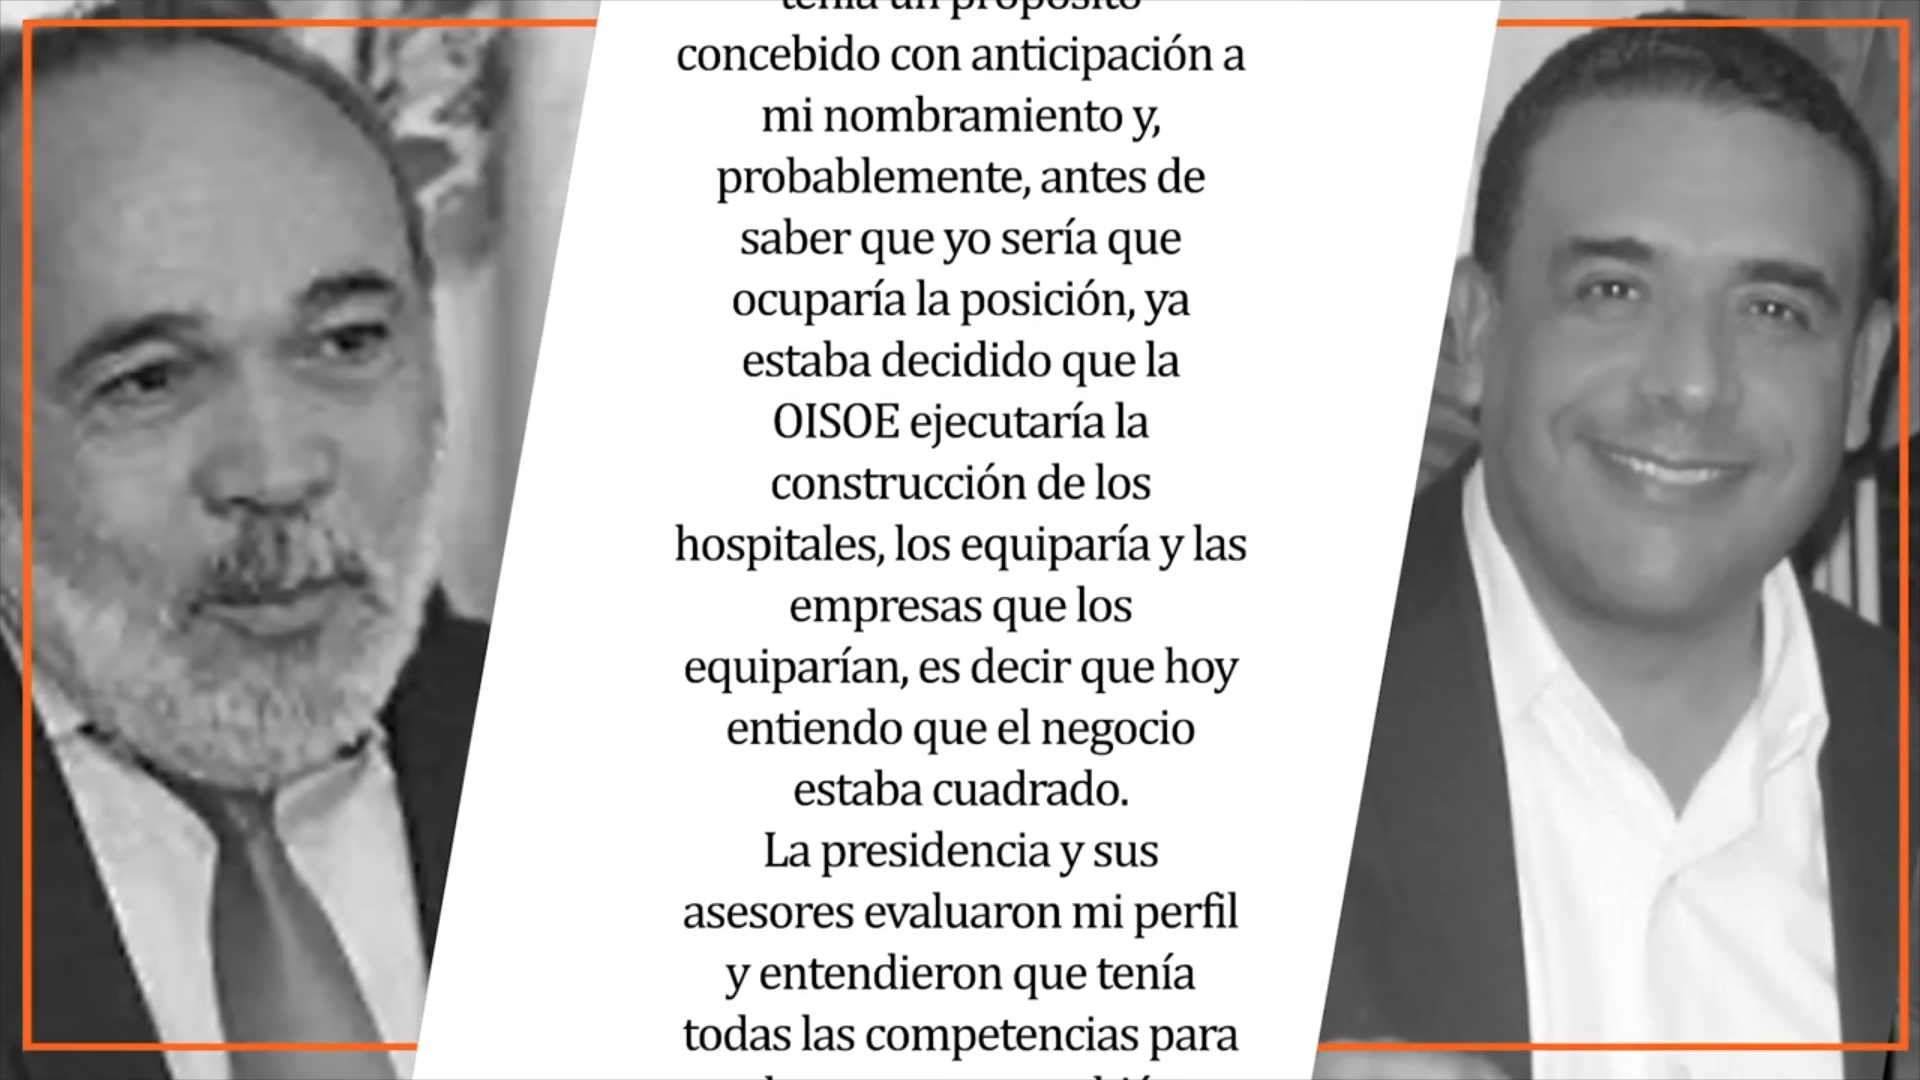 tenía un propósito
concebido con anticipación a
mi nombramiento y,
probablemente, antes de
saber que yo sería que
ocuparía la posición, ya
estaba decidido que la
OISOE ejecutaría la
construcción de los
hospitales, los equiparía y las
empresas que los
equiparían, es decir que hoy
entiendo que el negocio
estaba cuadrado.
La presidencia y sus
asesores evaluaron mi perfil
y entendieron que tenía
todas las competencias para